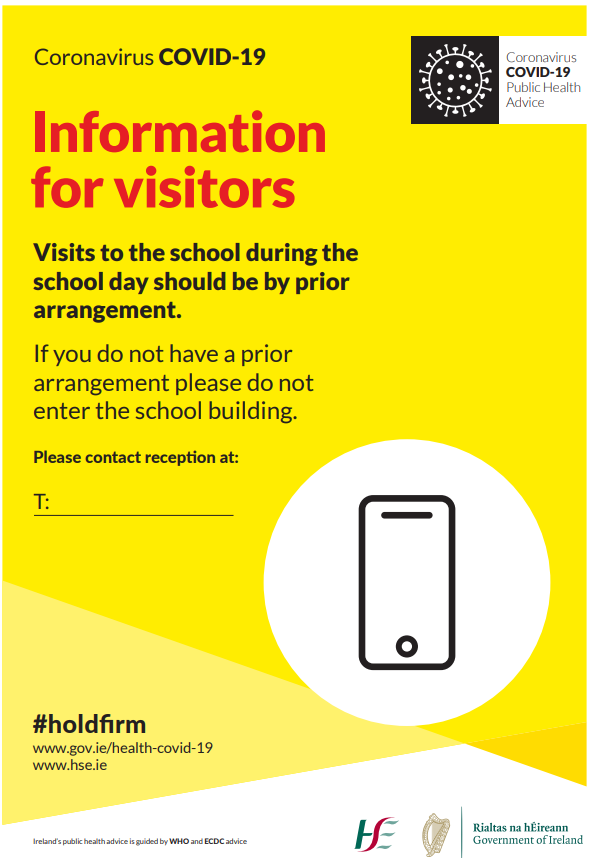 Coronavirus COVID-19
Coronavirus
COVID-19
Public Health
Advice
Information
for visitors
Visits to the school during the
school day should be by prior
arrangement.
If you do not have a prior
arrangement please do not
enter the school building.
Please contact reception at:
T:
#holdfirm
www.gov.ie/health-covid-19
www.hse.ie
Ireland's public health advice is guided by WHO and ECDC advice
HSE
Rialtas na hÉireann
Government of Ireland